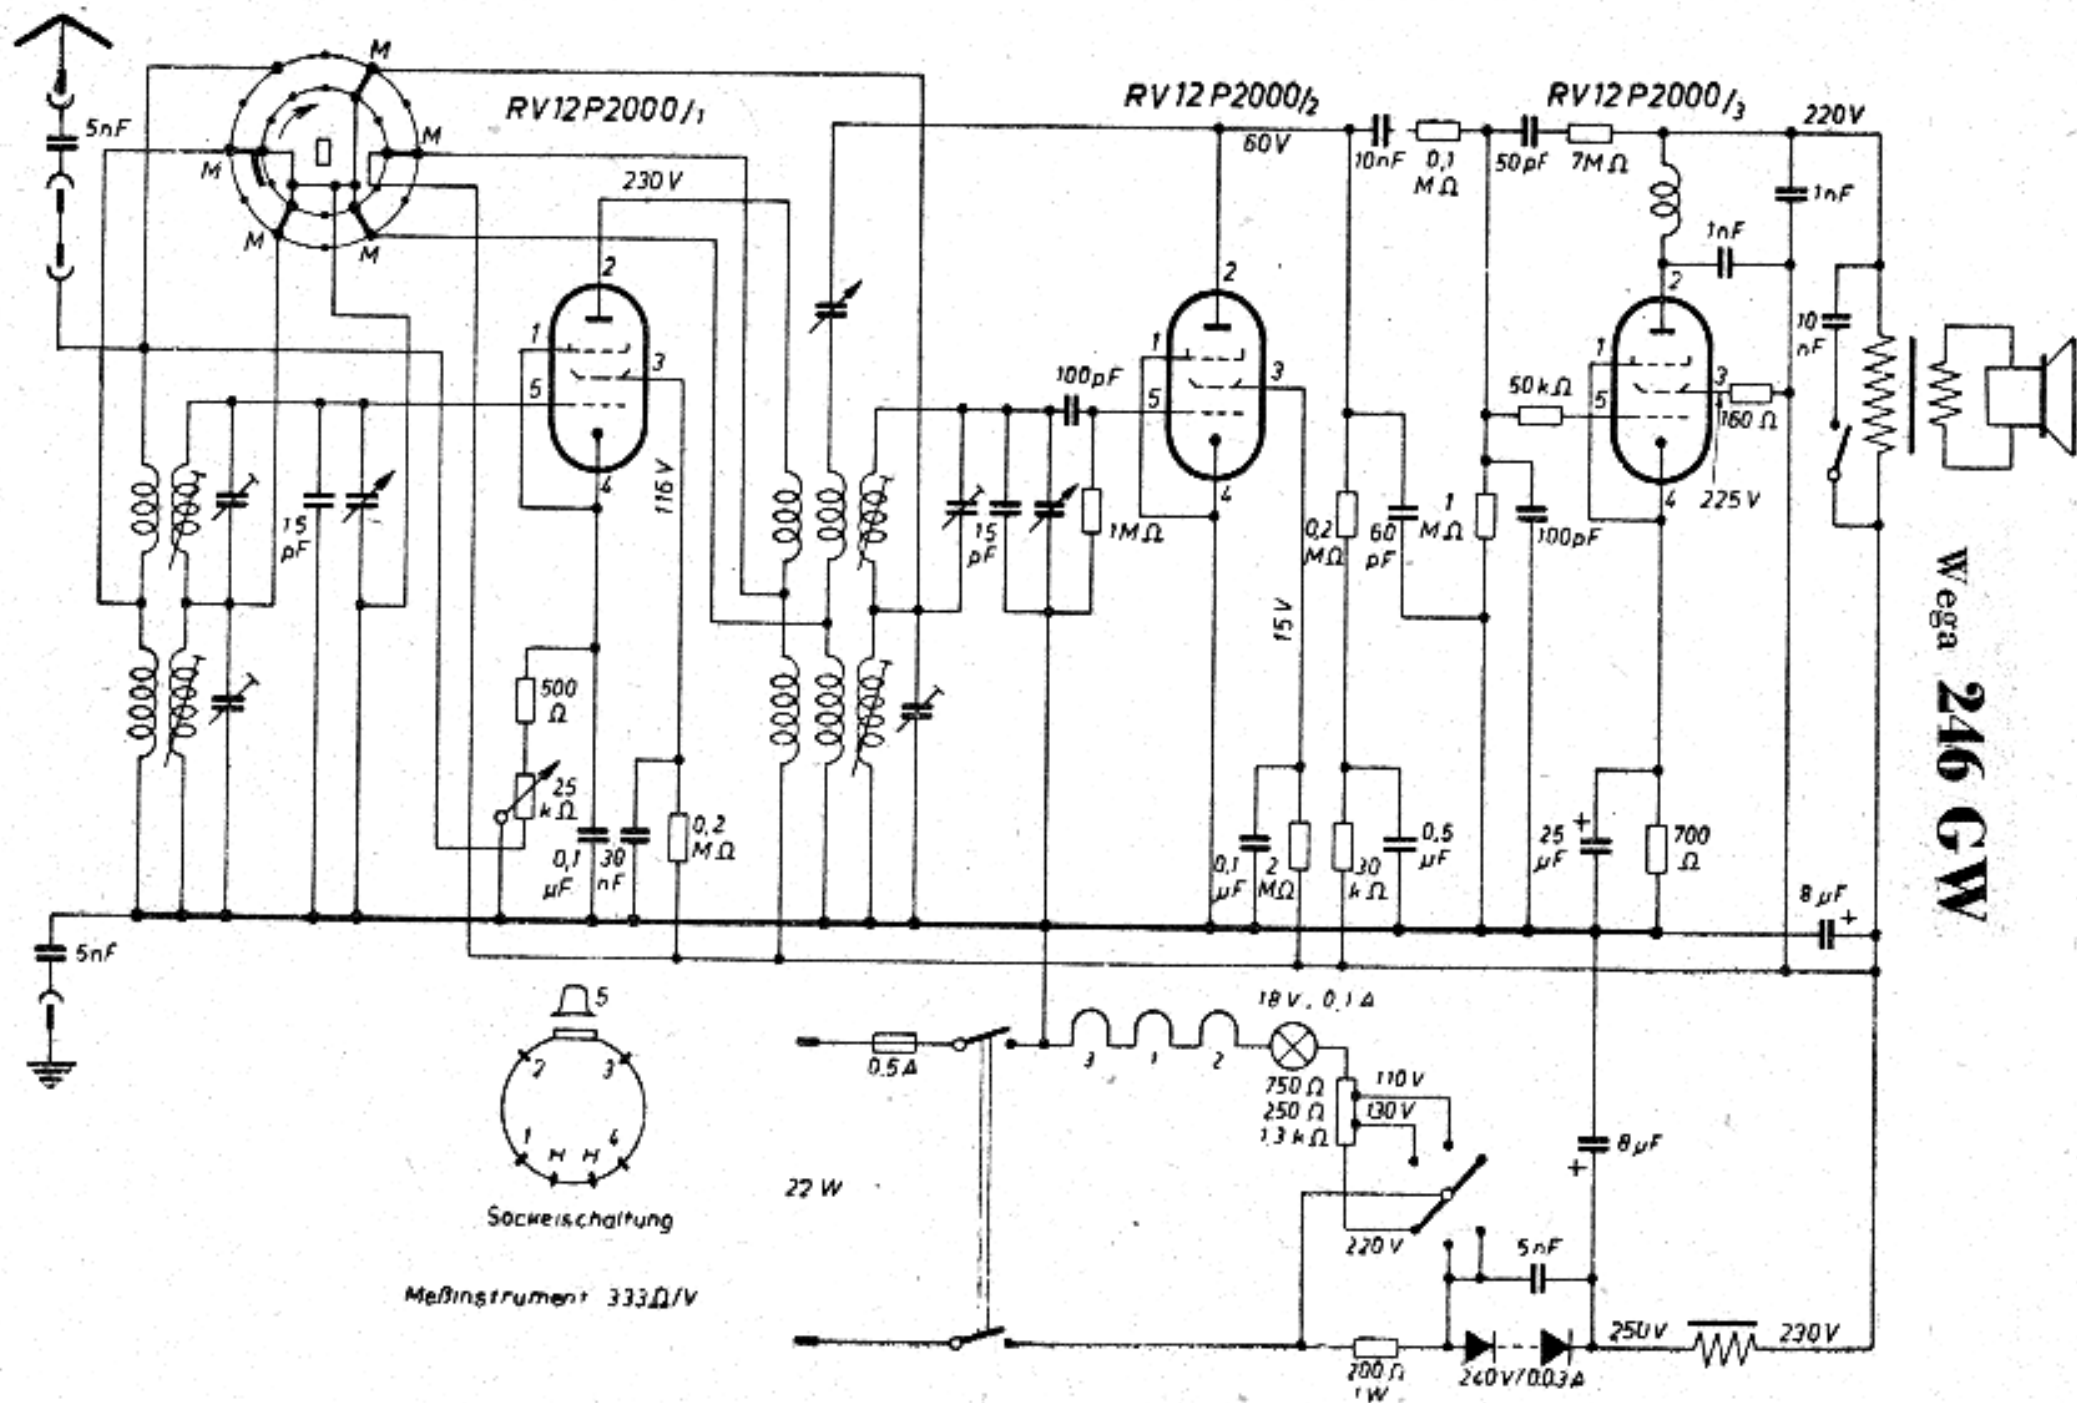 M
5nF
RV12P2000/1
M
M
M
M
230V
RV12P2000/2
60V
10nF
0,1
MΩ
50pF
RV12P2000/3
7MΩ
220V
1nF
1nF
10
nF
2
1
3
5
4
116V
15
pF
500
Ω
25
kΩ
0,1
µF
30
nF
0,2
MΩ
100pF
15
pF
1MΩ
2
1
3
5
4
15V
0,2
MΩ
60
pF
1
MΩ
100pF
50kΩ
2
1
3
5
4
160Ω
225V
0,1
µF
2
MΩ
30
kΩ
0,5
µF
25
µF
+
700
Ω
8µF
+
Wega 246 GW
5nF
5
2
3
1
4
H H
Sockelschaltung
Meßinstrument 333Ω/V
22W
0.5A
3
1
2
18V, 0,1A
750Ω
250Ω
1,3kΩ
110V
130V
220V
8µF
+
5nF
200Ω
1W
240V/0.03A
250V
230V